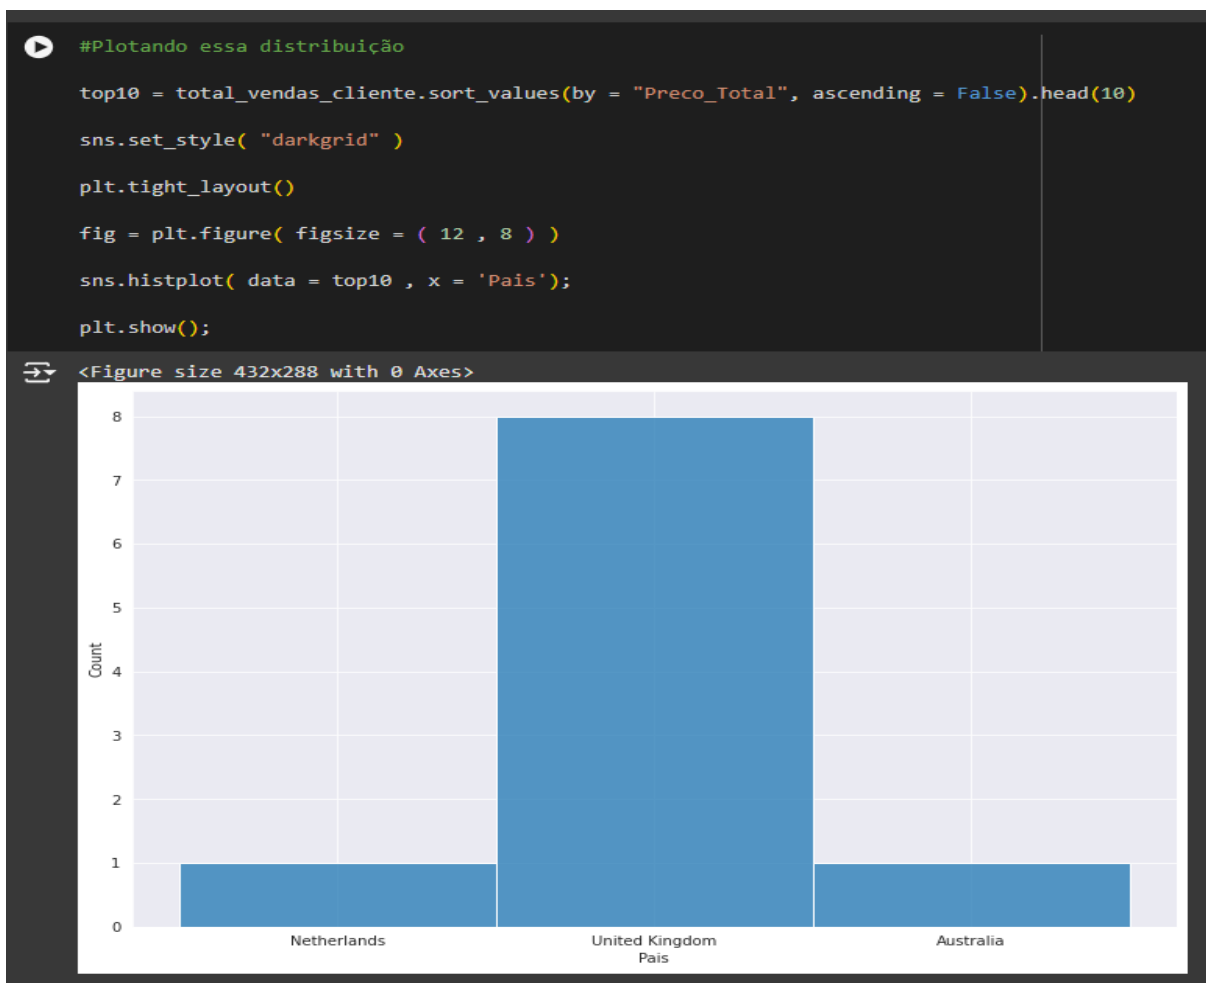 #Plotando essa distribuição
top10 = total_vendas_cliente.sort_values(by = "Preco_Total", ascending = False).head(10)
sns.set_style( "darkgrid" )
plt.tight_layout()
fig = plt.figure( figsize = ( 12 , 8 ) )
sns.histplot( data = top10 , x = 'Pais');
plt.show();
<Figure size 432x288 with 0 Axes>
8
7
6
5
4
3
2
1
0
Count
Netherlands United Kingdom Australia
Pais